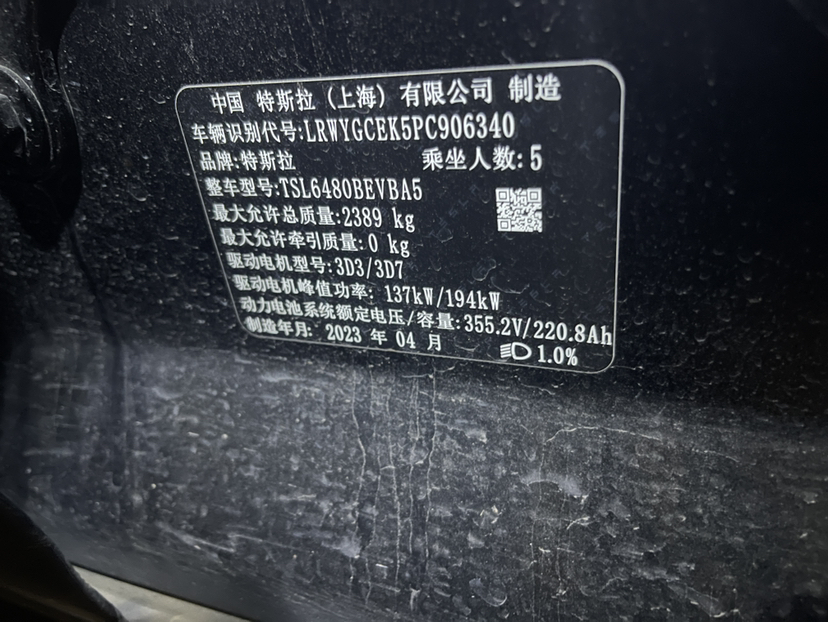 中国 特斯拉 (上海) 有限公司 制造
车辆识别代号:LRWYGCEK5PC906340
品牌:特斯拉 乘坐人数:5
整车型号:TSL6480BEVBA5
最大允许总质量:2389 kg
最大允许牵引质量:0 kg
驱动电机型号:3D3/3D7
驱动电机峰值功率: 137kW/194kW
动力电池系统额定电压/容量:355.2V/220.8Ah
制造年月: 2023 年 04 月 1.0%